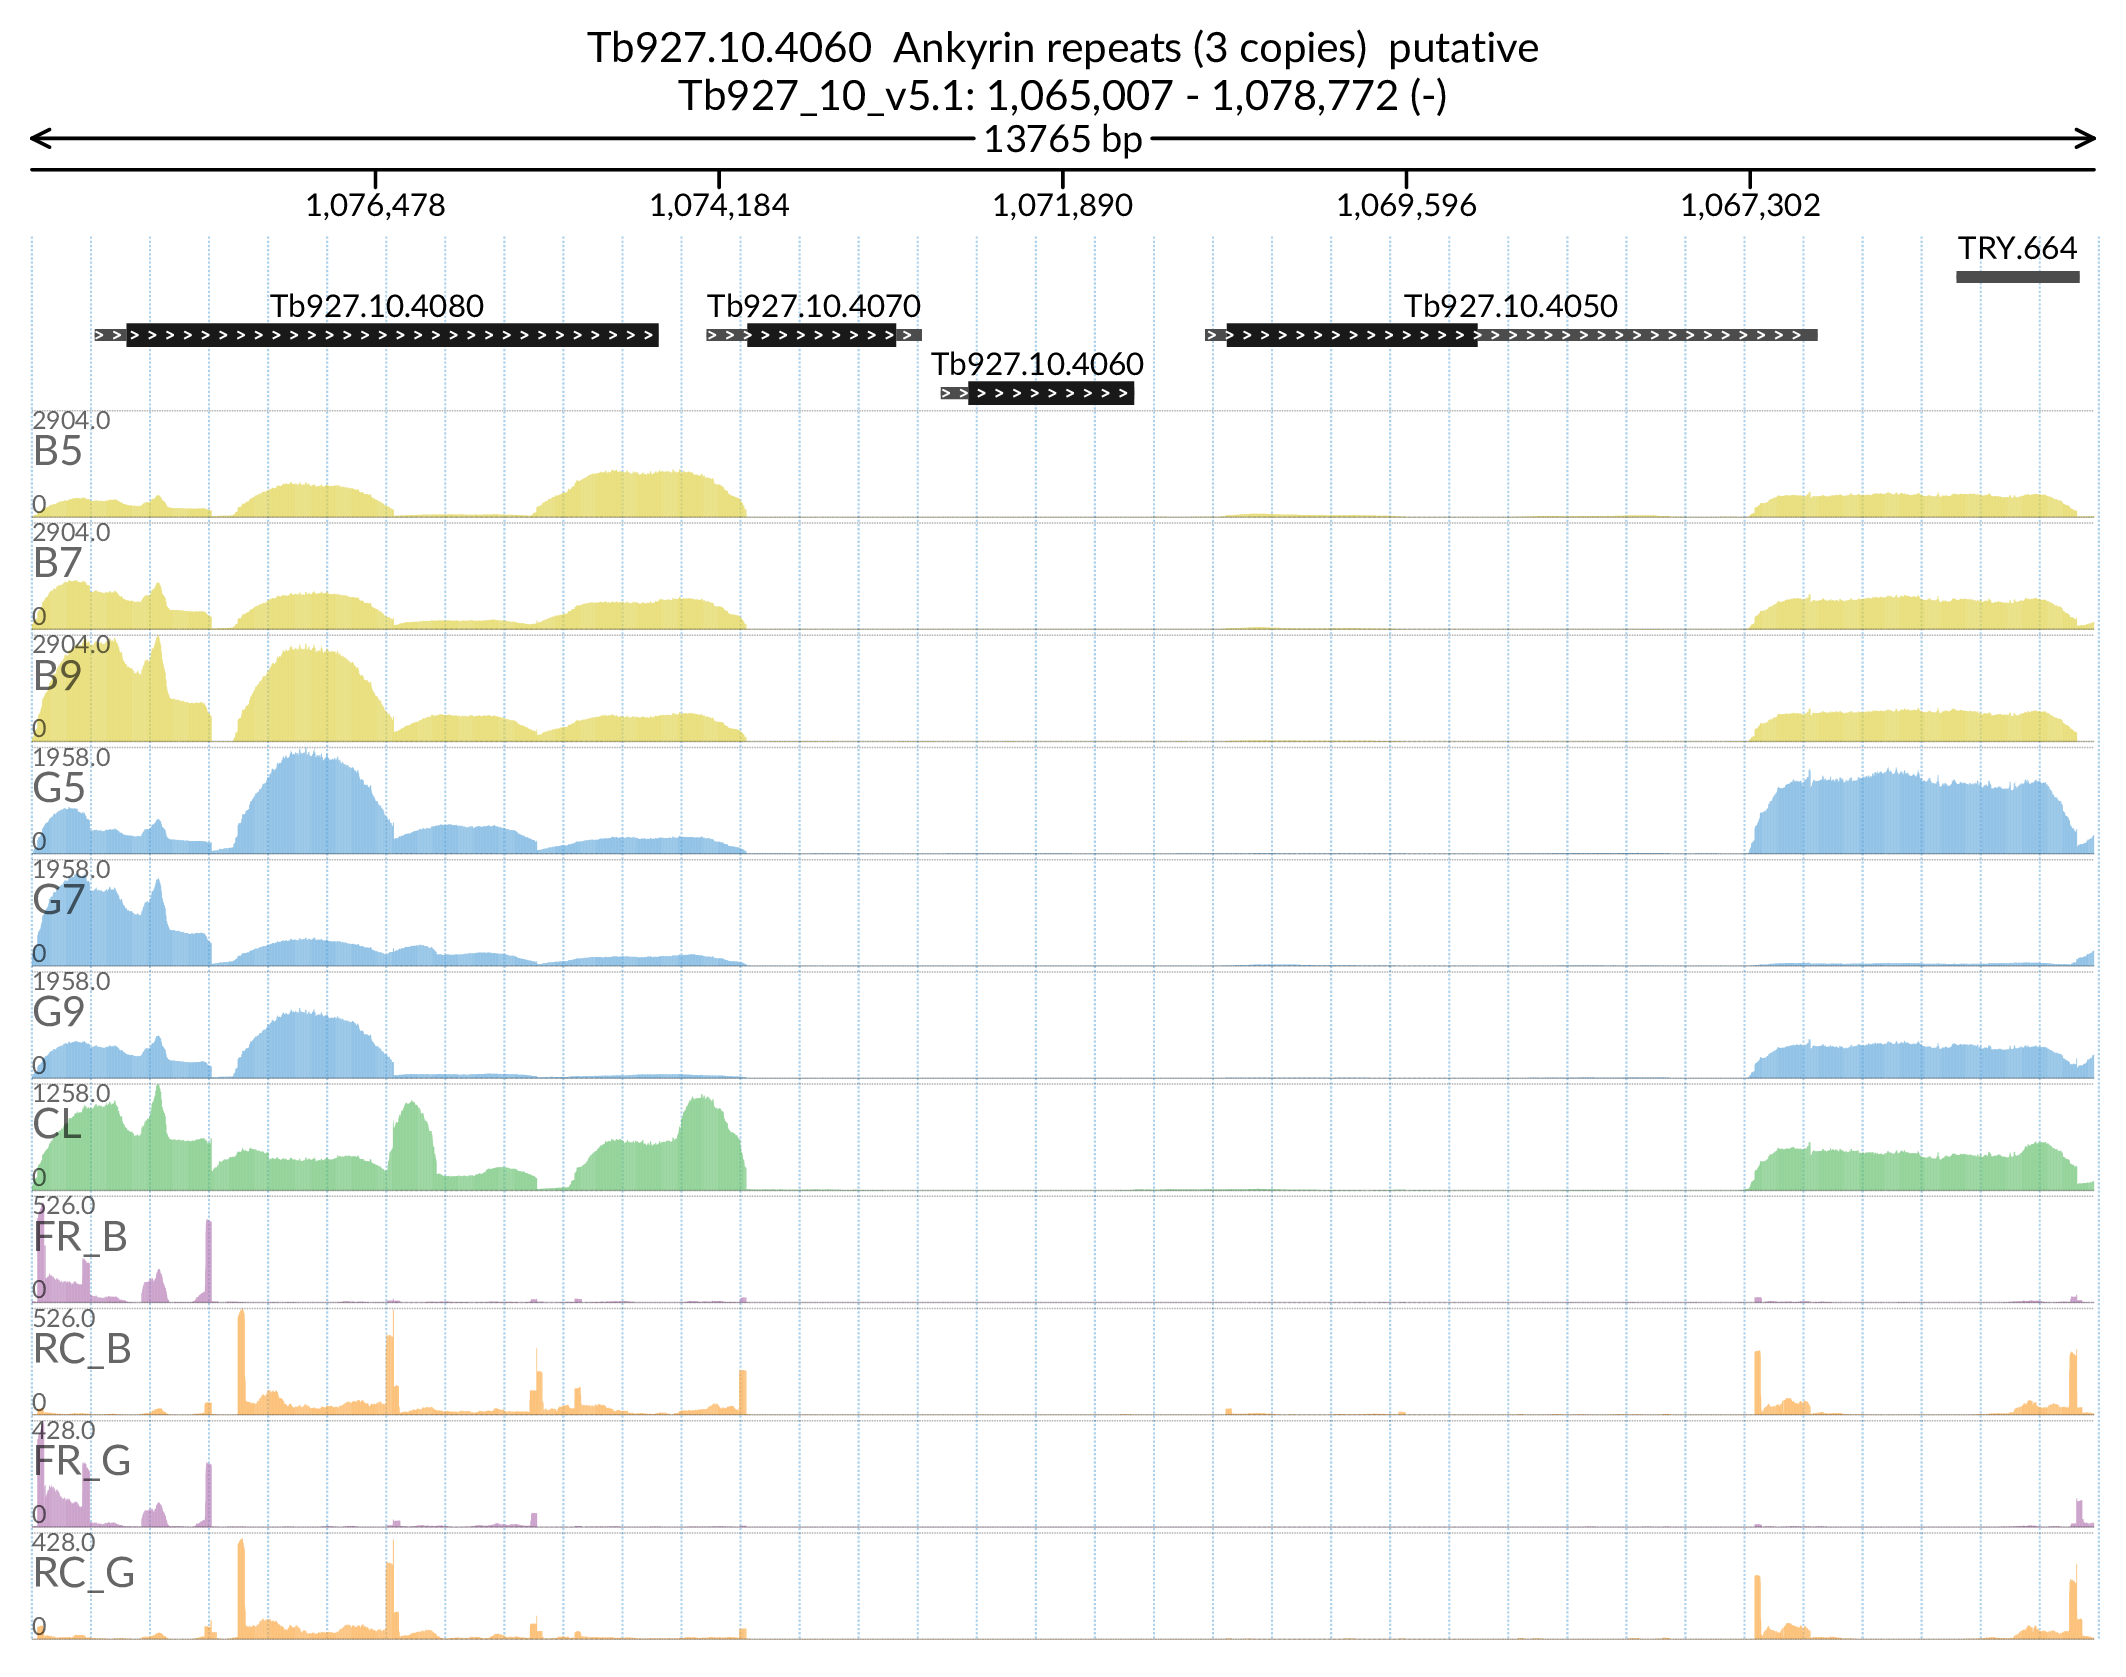 Tb927.10.4060  Ankyrin repeats (3 copies)  putative
Tb927_10_v5.1: 1,065,007 - 1,078,772 (-)
13765 bp
1,076,478
1,074,184
1,071,890
1,069,596
1,067,302
TRY.664
Tb927.10.4080
Tb927.10.4070
Tb927.10.4050
Tb927.10.4060
2904.0
B5
0
2904.0
B7
0
2904.0
B9
0
1958.0
G5
0
1958.0
G7
0
1958.0
G9
0
1258.0
CL
0
526.0
FR_B
0
526.0
RC_B
0
428.0
FR_G
0
428.0
RC_G
0